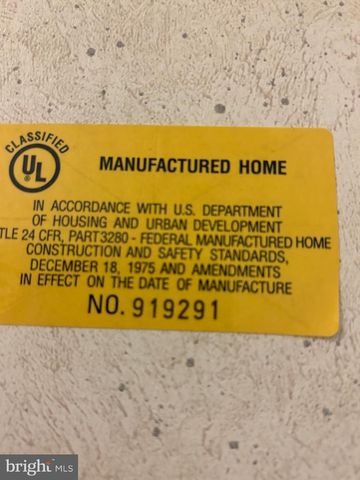 CLASSIFIED
UL
MANUFACTURED HOME
IN ACCORDANCE WITH U.S. DEPARTMENT
OF HOUSING AND URBAN DEVELOPMENT
TLE 24 CFR, PART 3280 - FEDERAL MANUFACTURED HOME
CONSTRUCTION AND SAFETY STANDARDS,
DECEMBER 18, 1975 AND AMENDMENTS
IN EFFECT ON THE DATE OF MANUFACTURE
NO. 919291
bright MLS